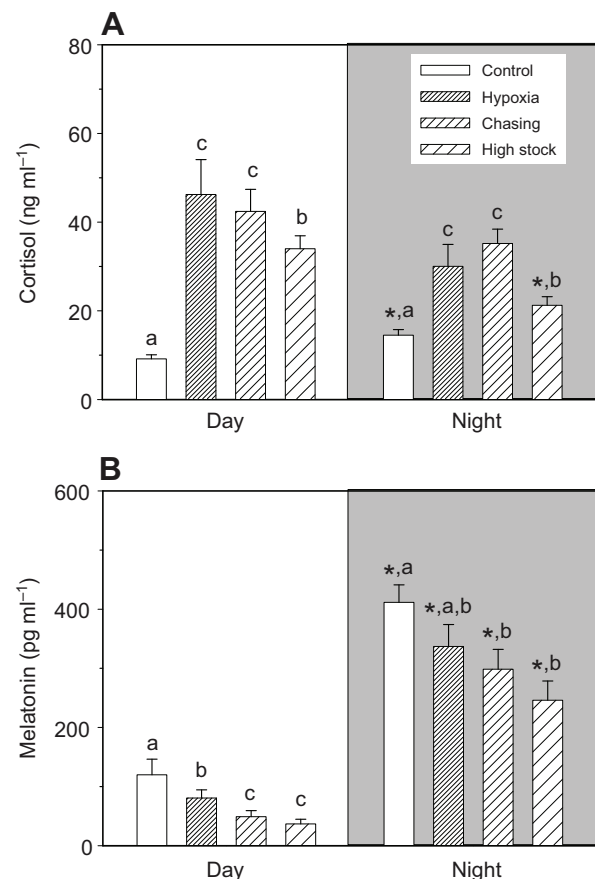 A
80
60
40
20
0
Cortisol (ng ml⁻¹)
Control
Hypoxia
Chasing
High stock
a
c
c
b
*,a
c
c
*,b
Day
Night
B
600
400
200
0
Melatonin (pg ml⁻¹)
a
b
c
c
*,a
*,a,b
*,b
*,b
Day
Night